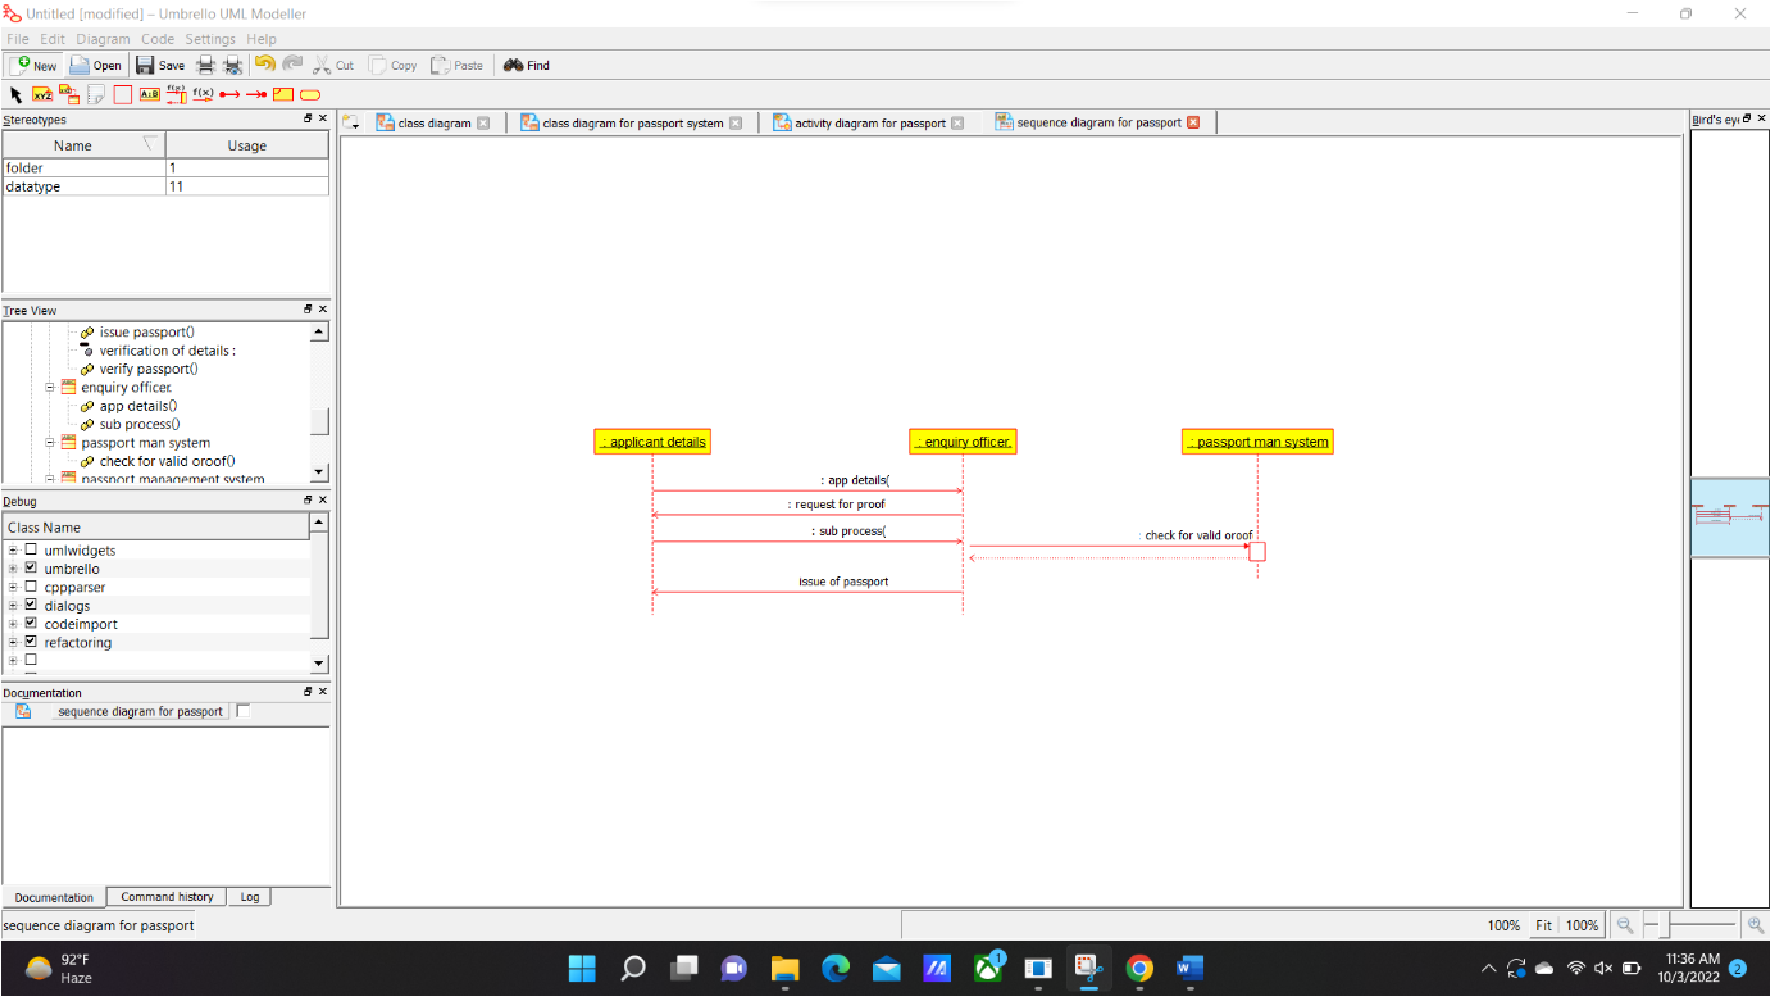 Untitled [modified] – Umbrello UML Modeller
File Edit Diagram Code Settings Help
New Open Save Cut Copy Paste Find
Stereotypes
Name Usage
folder 1
datatype 11
Tree View
issue passport()
verification of details :
verify passport()
enquiry officer.
app details()
sub process()
passport man system
check for valid oroof()
passport management system
Debug
Class Name
umlwidgets
umbrello
cppparser
dialogs
codeimport
refactoring
Documentation
sequence diagram for passport
Documentation Command history Log
class diagram class diagram for passport system activity diagram for passport sequence diagram for passport
Bird's eye
: applicant details : enquiry officer. : passport man system
: app details(
: request for proof
: sub process(
: check for valid oroof
issue of passport
sequence diagram for passport
100% Fit 100%
92°F
Haze
1
11:36 AM
10/3/2022
2